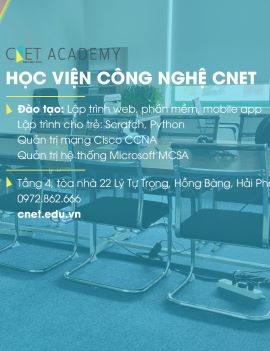 CNET ACADEMY
HỌC VIỆN CÔNG NGHỆ CNET
Đào tạo: Lập trình web, phần mềm, mobile app
Lập trình cho trẻ: Scratch, Python
Quản trị mạng Cisco CCNA
Quản trị hệ thống Microsoft MCSA
Tầng 4, tòa nhà 22 Lý Tự Trọng, Hồng Bàng, Hải Ph
0972.862.666
cnet.edu.vn